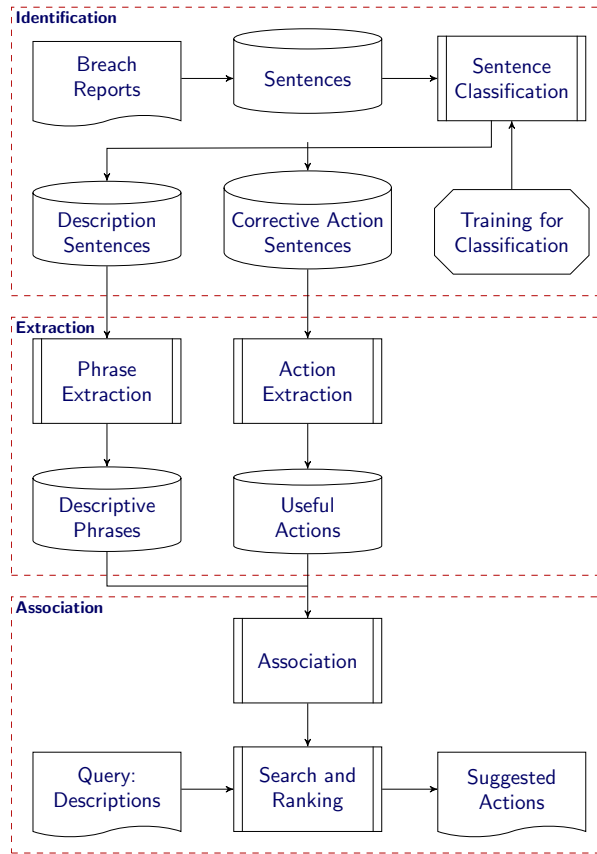 Identification
Breach
Reports
Sentences
Sentence
Classification
Description
Sentences
Corrective Action
Sentences
Training for
Classification
Extraction
Phrase
Extraction
Action
Extraction
Descriptive
Phrases
Useful
Actions
Association
Association
Query:
Descriptions
Search and
Ranking
Suggested
Actions